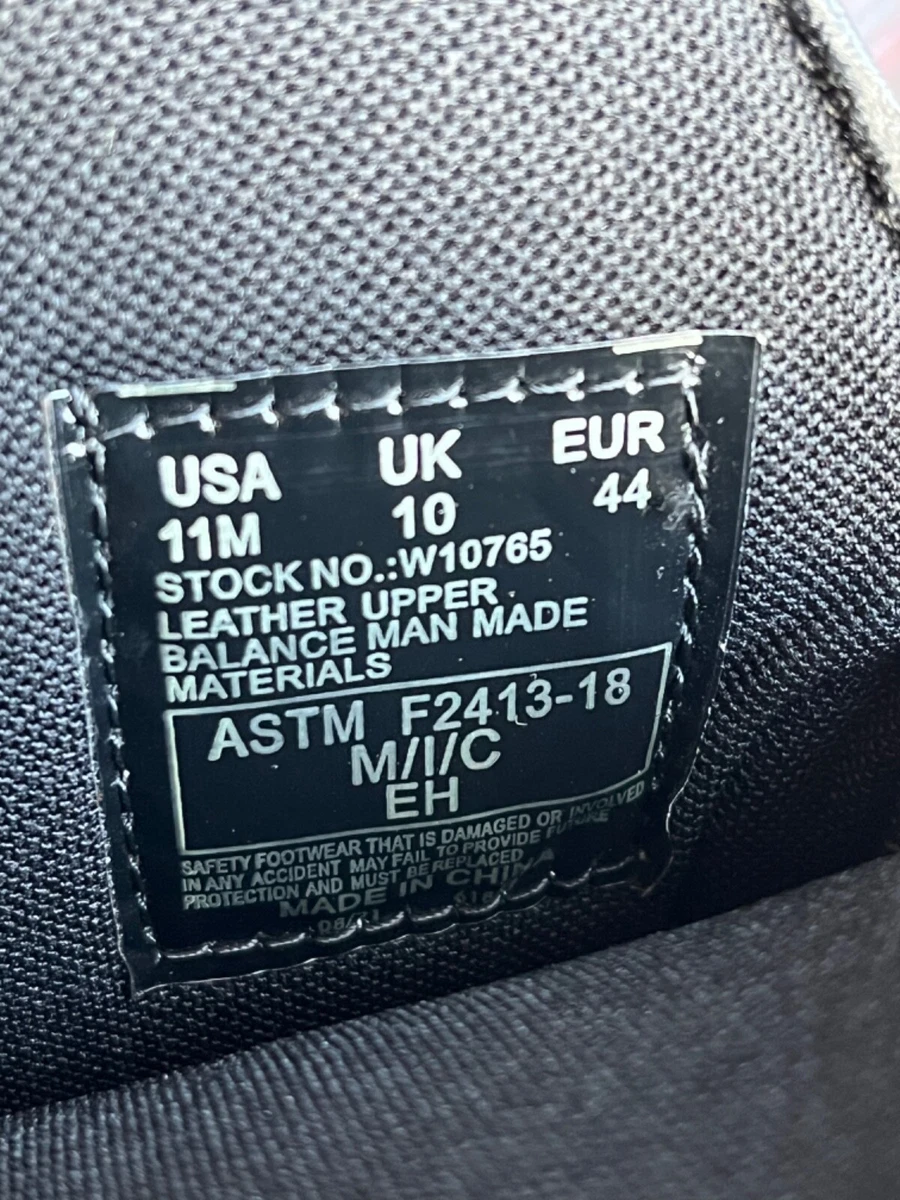 USA UK EUR
11M 10 44
STOCK NO.:W10765
LEATHER UPPER
BALANCE MAN MADE
MATERIALS
ASTM F2413-18
M/I/C
EH
SAFETY FOOTWEAR THAT IS DAMAGED OR INVOLVED
IN ANY ACCIDENT MAY FAIL TO PROVIDE FUTURE
PROTECTION AND MUST BE REPLACED
MADE IN CHINA